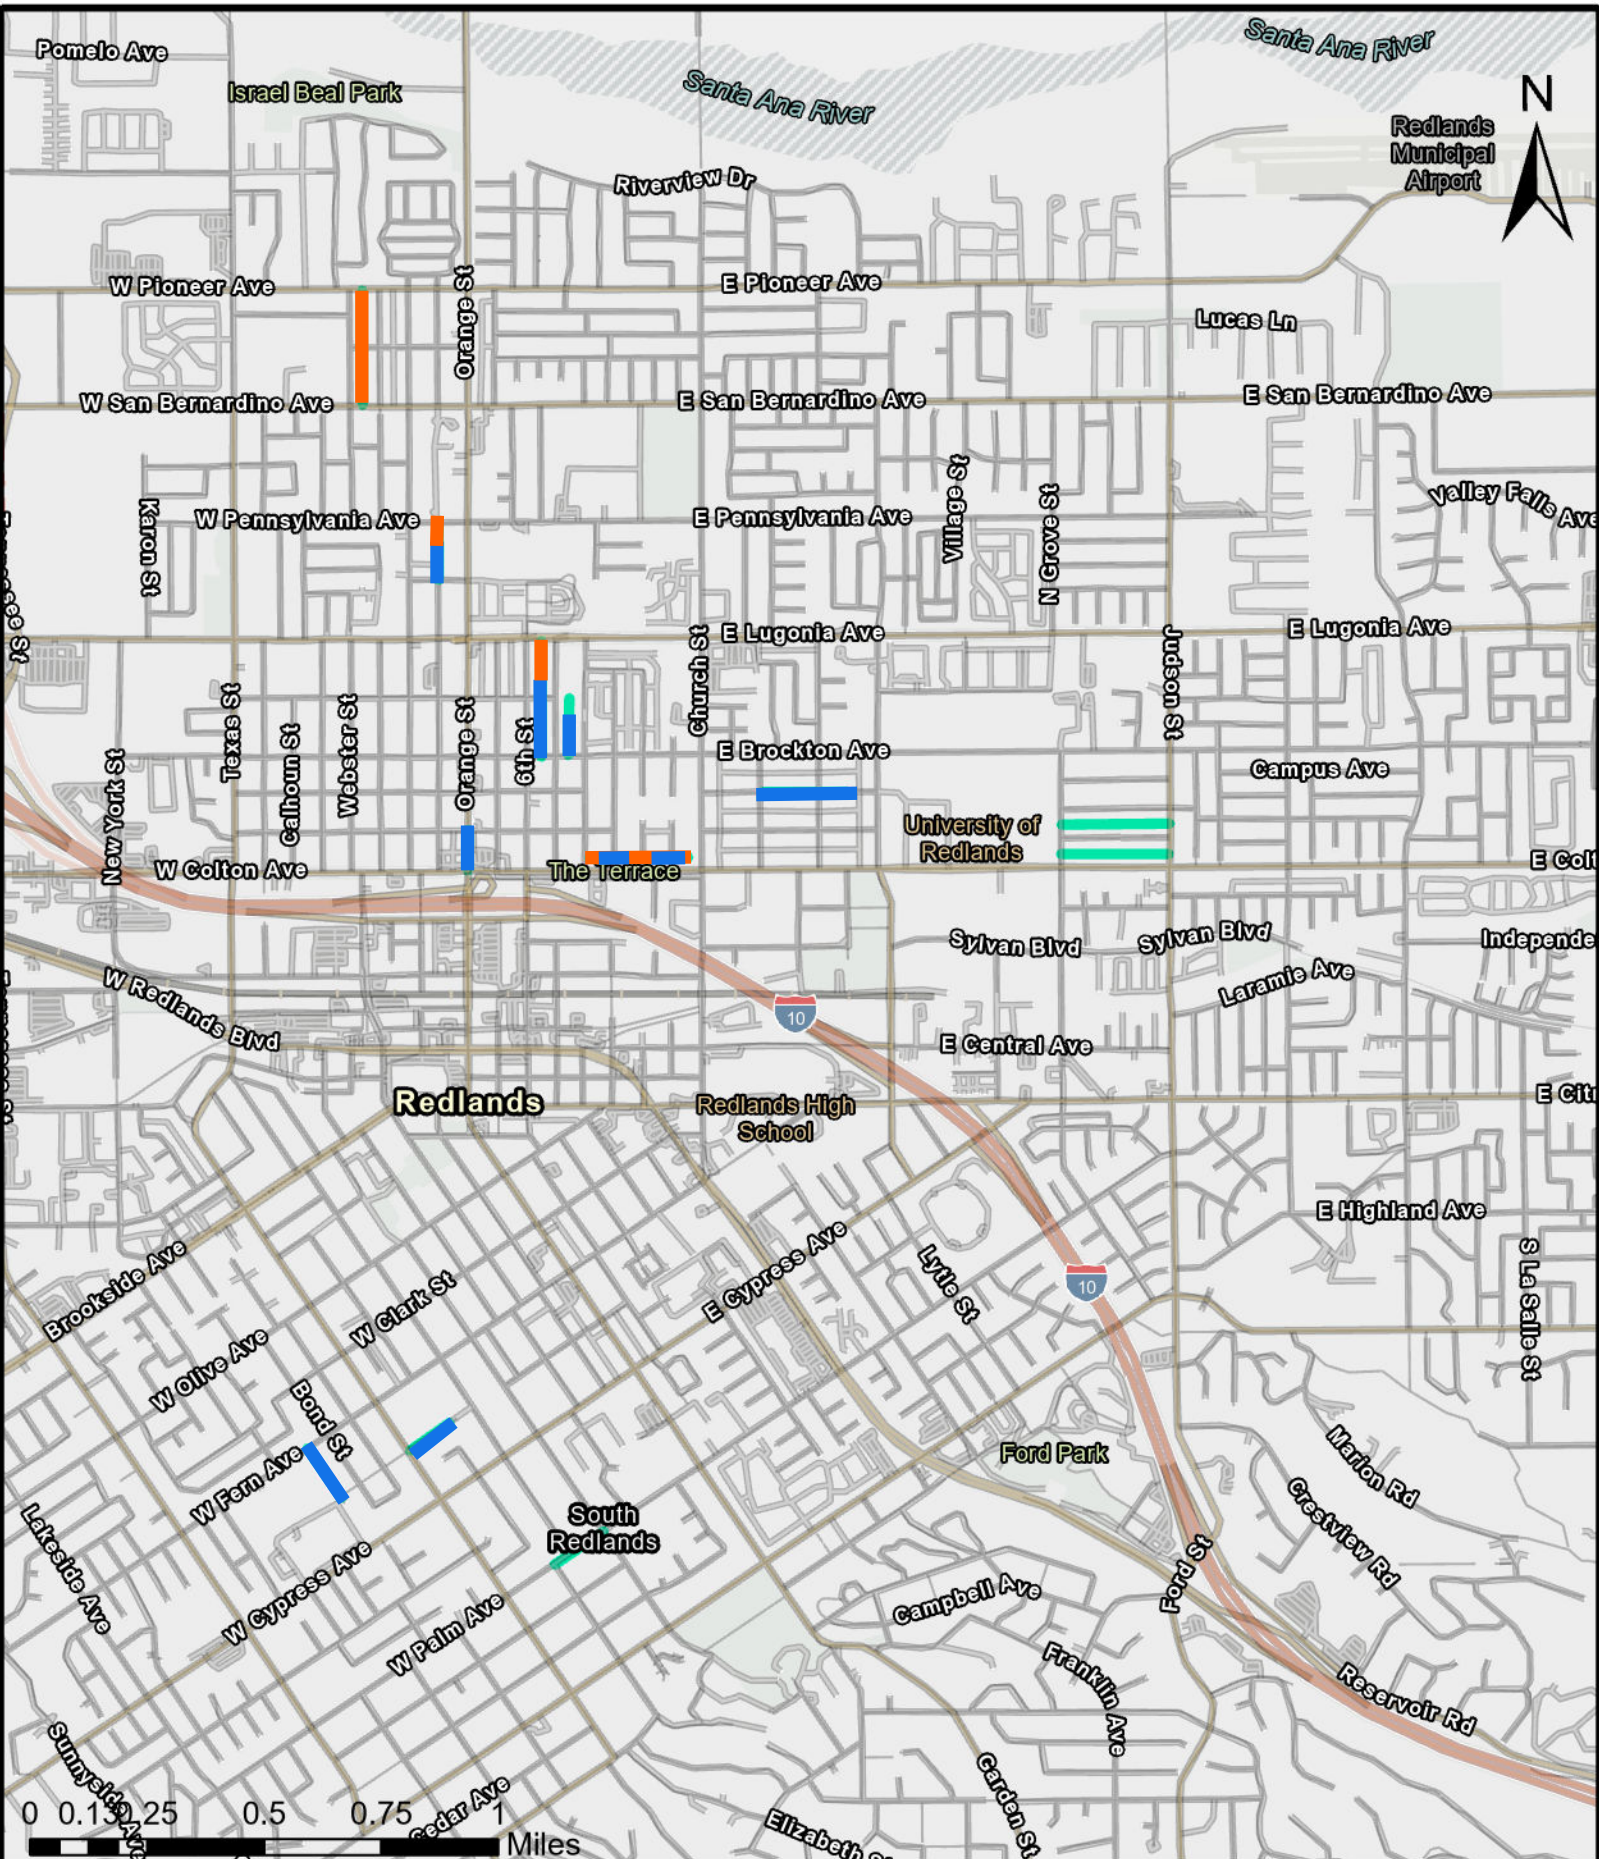 Pomelo Ave
Santa Ana River
Israel Beal Park
Santa Ana River
N
Redlands
Municipal
Airport
Riverview Dr
W Pioneer Ave
Orange St
E Pioneer Ave
Lucas Ln
W San Bernardino Ave
E San Bernardino Ave
E San Bernardino Ave
Karon St
W Pennsylvania Ave
E Pennsylvania Ave
Village St
N Grove St
Valley Falls Ave
E Lugonia Ave
E Lugonia Ave
Church St
Judson St
Texas St
Calhoun St
Webster St
Orange St
6th St
E Brockton Ave
Campus Ave
New York St
University of
Redlands
W Colton Ave
The Terrace
E Colt
Sylvan Blvd
Sylvan Blvd
Independe
W Redlands Blvd
Laramie Ave
10
E Central Ave
Redlands
Redlands High
School
E Citr
E Highland Ave
Brookside Ave
W Clark St
E Cypress Ave
Lytle St
10
S La Salle St
W Olive Ave
Bond St
W Fern Ave
Ford Park
Marion Rd
Crestview Rd
Lakeside Ave
South
Redlands
W Cypress Ave
W Palm Ave
Campbell Ave
Ford St
Franklin Ave
Reservoir Rd
Sunnyside Ave
Cedar Ave
Garden St
Elizabeth St
0 0.13 0.25 0.5 0.75 1
Miles